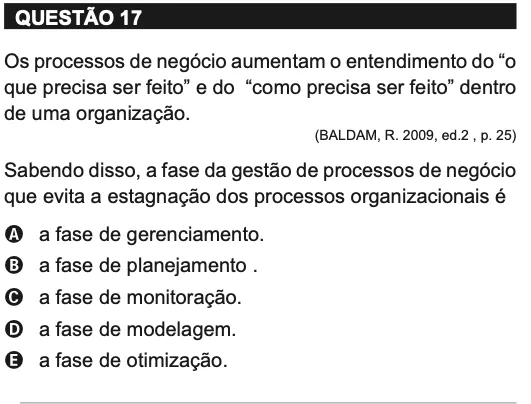 QUESTÃO 17
Os processos de negócio aumentam o entendimento do “o
que precisa ser feito” e do “como precisa ser feito” dentro
de uma organização.
(BALDAM, R. 2009, ed.2 , p. 25)
Sabendo disso, a fase da gestão de processos de negócio
que evita a estagnação dos processos organizacionais é
A a fase de gerenciamento.
B a fase de planejamento .
C a fase de monitoração.
D a fase de modelagem.
E a fase de otimização.